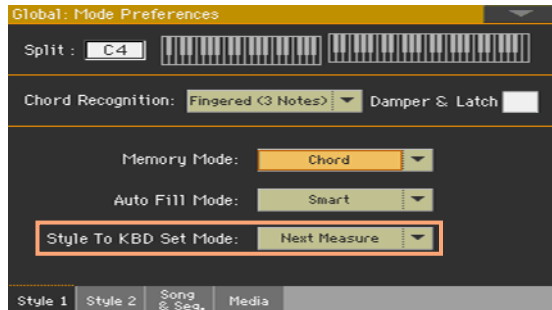 Global: Mode Preferences
Split : C4
Chord Recognition: Fingered (3 Notes) Damper & Latch
Memory Mode: Chord
Auto Fill Mode: Smart
Style To KBD Set Mode: Next Measure
Style 1 Style 2 Song & Seq. Media